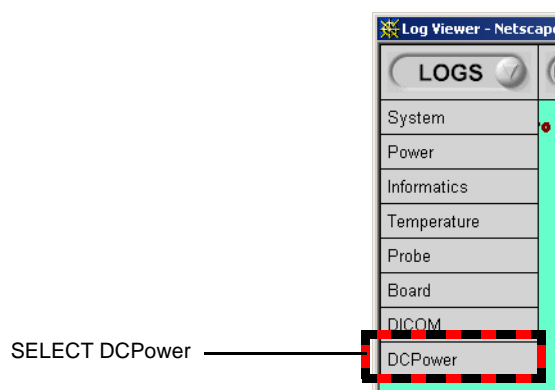 Log Viewer - Netscape
LOGS
System
Power
Informatics
Temperature
Probe
Board
DICOM
SELECT DCPower
DCPower